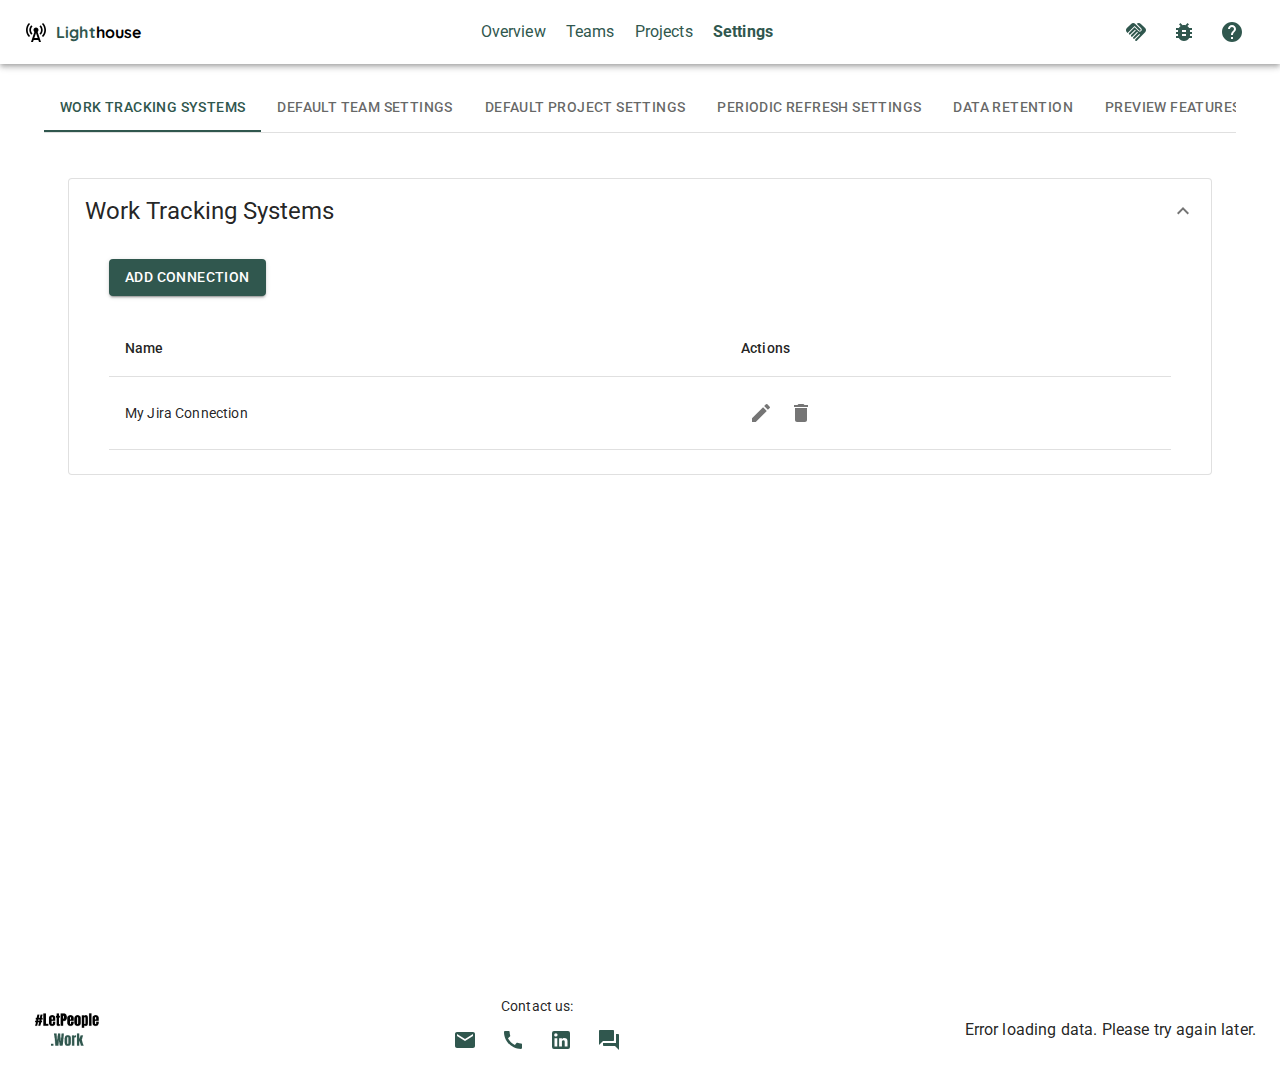 Lighthouse
Overview Teams Projects Settings
WORK TRACKING SYSTEMS DEFAULT TEAM SETTINGS DEFAULT PROJECT SETTINGS PERIODIC REFRESH SETTINGS DATA RETENTION PREVIEW FEATURES
Work Tracking Systems
ADD CONNECTION
Name Actions
My Jira Connection
#LetPeople
.Work
Contact us:
Error loading data. Please try again later.